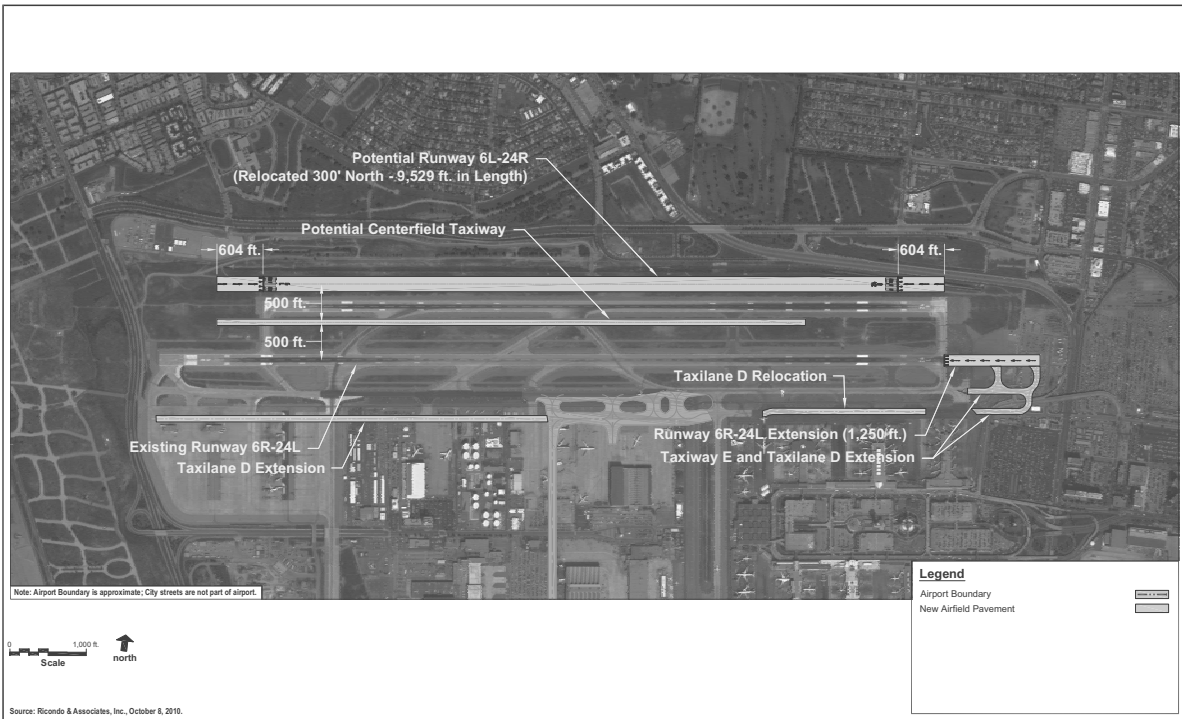 Potential Runway 6L-24R
(Relocated 300' North - 9,529 ft. in Length)
Potential Centerfield Taxiway
604 ft.
604 ft.
500 ft.
500 ft.
Taxilane D Relocation
Existing Runway 6R-24L
Taxilane D Extension
Runway 6R-24L Extension (1,250 ft.)
Taxiway E and Taxilane D Extension
Note: Airport Boundary is approximate; City streets are not part of airport.
Legend
Airport Boundary
New Airfield Pavement
0
1,000 ft.
Scale
north
Source: Ricondo & Associates, Inc., October 8, 2010.